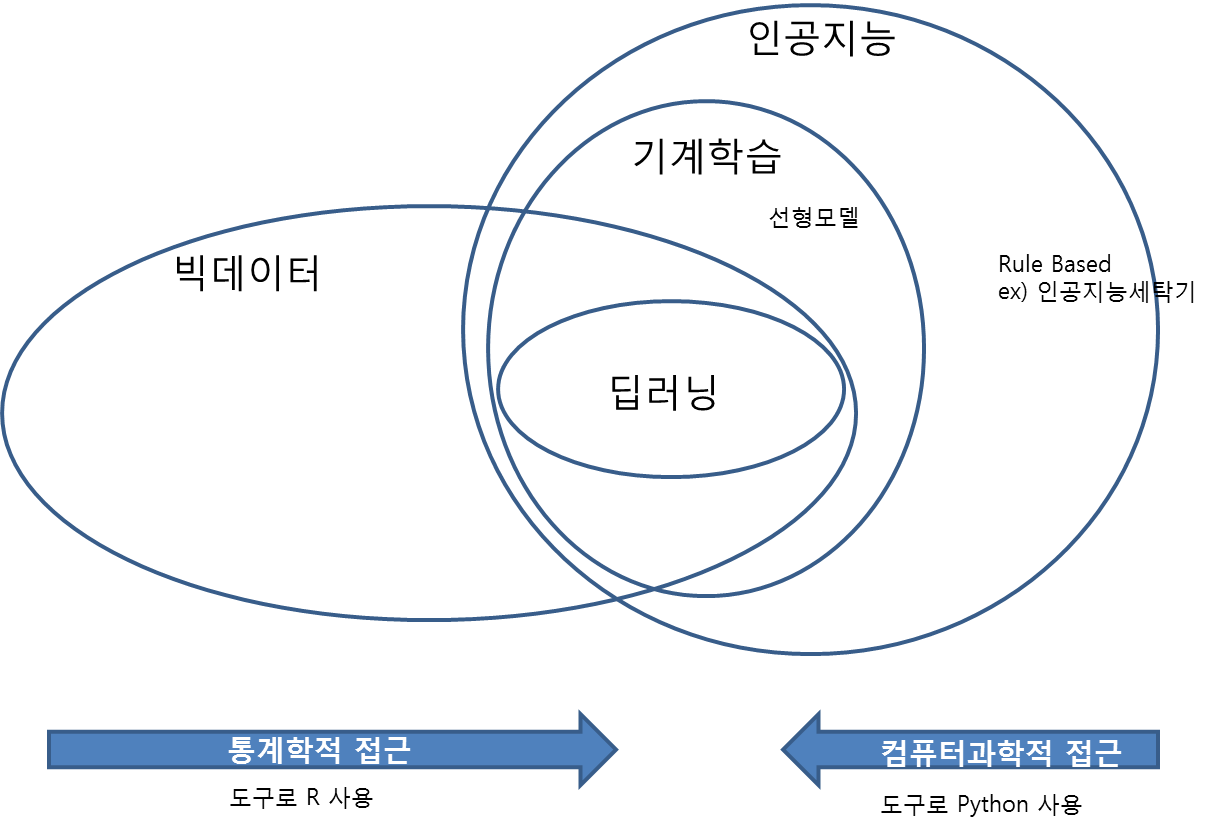 인공지능
기계학습
선형모델
빅데이터
Rule Based
ex) 인공지능세탁기
딥러닝
통계학적 접근
컴퓨터과학적 접근
도구로 R 사용
도구로 Python 사용